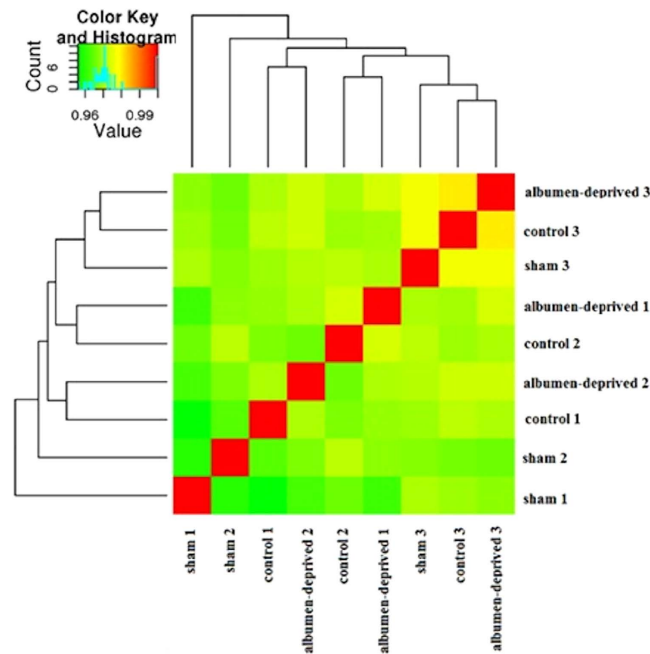 Color Key
and Histogram
Count
0 6
0.96 0.99
Value
albumen-deprived 3
control 3
sham 3
albumen-deprived 1
control 2
albumen-deprived 2
control 1
sham 2
sham 1
sham 1
sham 2
control 1
albumen-deprived 2
control 2
albumen-deprived 1
sham 3
control 3
albumen-deprived 3